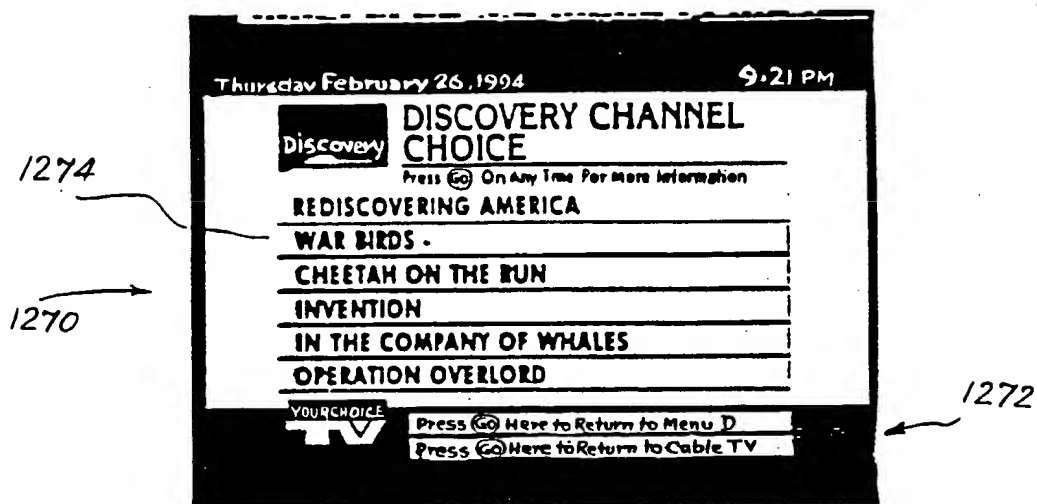 Thursday February 26, 1994 9:21 PM
Discovery
DISCOVERY CHANNEL
CHOICE
Press Go On Any Time For More Information
1274
REDISCOVERING AMERICA
WAR BIRDS -
CHEETAH ON THE RUN
1270
INVENTION
IN THE COMPANY OF WHALES
OPERATION OVERLORD
1272
YOUR CHOICE
TV
Press Go Here to Return to Menu D
Press Go Here to Return to Cable TV